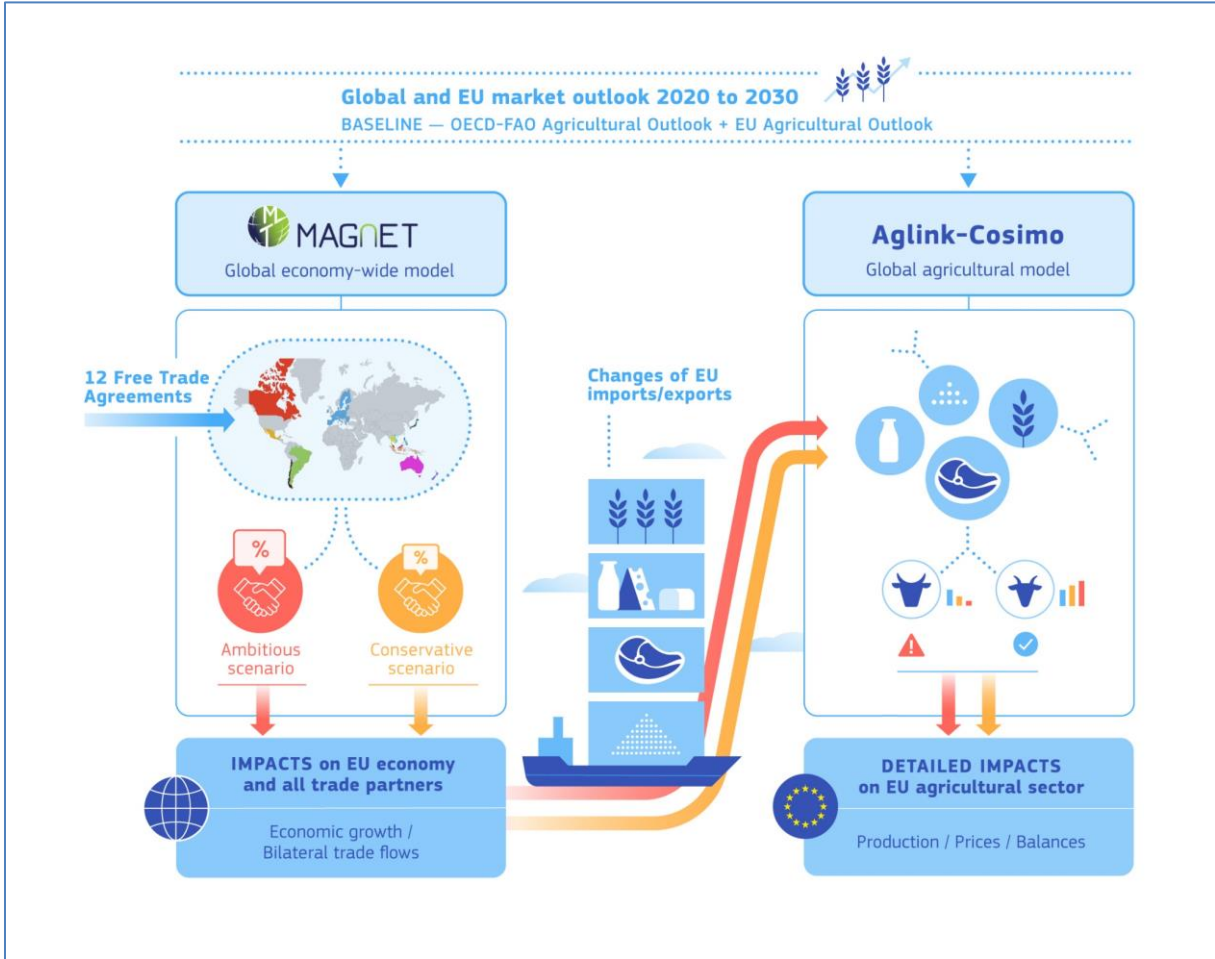 Global and EU market outlook 2020 to 2030
BASELINE — OECD-FAO Agricultural Outlook + EU Agricultural Outlook
MAGNET
Global economy-wide model
12 Free Trade
Agreements
%
%
Ambitious
scenario
Conservative
scenario
IMPACTS on EU economy
and all trade partners
Economic growth /
Bilateral trade flows
Changes of EU
imports/exports
Aglink-Cosimo
Global agricultural model
DETAILED IMPACTS
on EU agricultural sector
Production / Prices / Balances